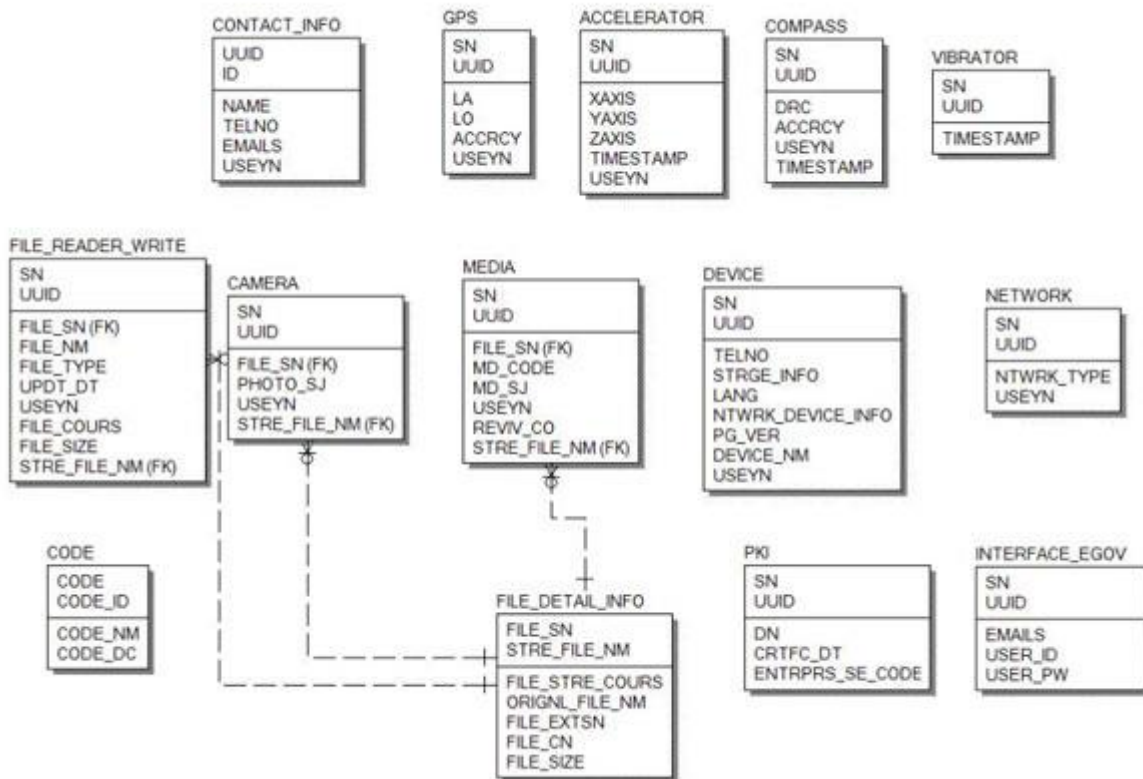 CONTACT_INFO
UUID
ID
NAME
TELNO
EMAILS
USEYN
GPS
SN
UUID
LA
LO
ACCRCY
USEYN
ACCELERATOR
SN
UUID
XAXIS
YAXIS
ZAXIS
TIMESTAMP
USEYN
COMPASS
SN
UUID
DRC
ACCRCY
USEYN
TIMESTAMP
VIBRATOR
SN
UUID
TIMESTAMP
FILE_READER_WRITE
SN
UUID
FILE_SN (FK)
FILE_NM
FILE_TYPE
UPDT_DT
USEYN
FILE_COURS
FILE_SIZE
STRE_FILE_NM (FK)
CAMERA
SN
UUID
FILE_SN (FK)
PHOTO_SJ
USEYN
STRE_FILE_NM (FK)
MEDIA
SN
UUID
FILE_SN (FK)
MD_CODE
MD_SJ
USEYN
REVIV_CO
STRE_FILE_NM (FK)
DEVICE
SN
UUID
TELNO
STRGE_INFO
LANG
NTWRK_DEVICE_INFO
PG_VER
DEVICE_NM
USEYN
NETWORK
SN
UUID
NTWRK_TYPE
USEYN
CODE
CODE
CODE_ID
CODE_NM
CODE_DC
FILE_DETAIL_INFO
FILE_SN
STRE_FILE_NM
FILE_STRE_COURS
ORIGNL_FILE_NM
FILE_EXTSN
FILE_CN
FILE_SIZE
PKI
SN
UUID
DN
CRTFC_DT
ENTRPRS_SE_CODE
INTERFACE_EGOV
SN
UUID
EMAILS
USER_ID
USER_PW